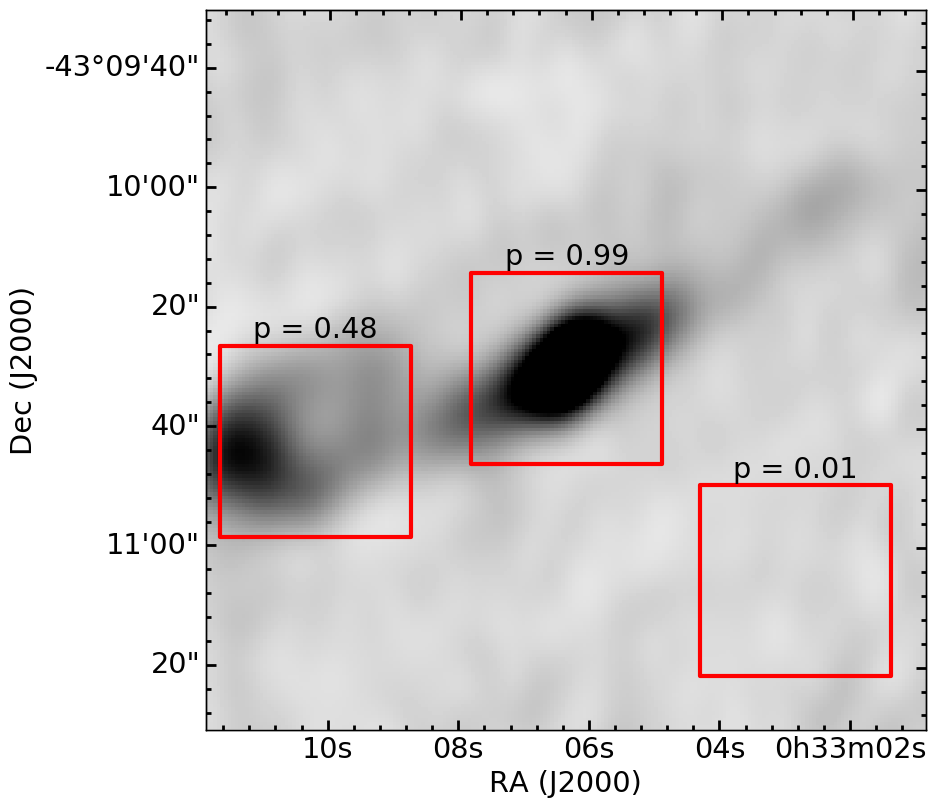 -43°09'40"
10'00"
p = 0.99
20"
p = 0.48
40"
p = 0.01
11'00"
20"
Dec (J2000)
10s 08s 06s 04s 0h33m02s
RA (J2000)